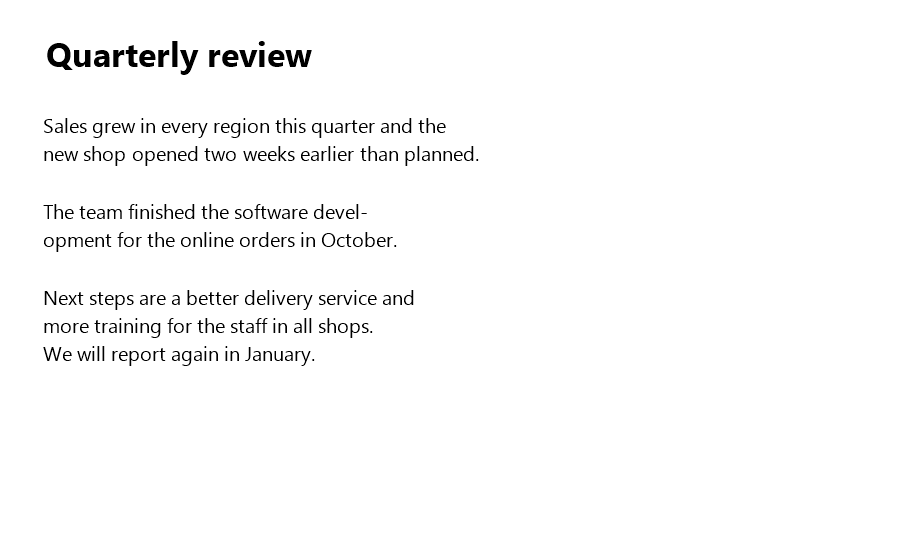 Quarterly review
Sales grew in every region this quarter and the
new shop opened two weeks earlier than planned.
The team finished the software devel-
opment for the online orders in October.
Next steps are a better delivery service and
more training for the staff in all shops.
We will report again in January.